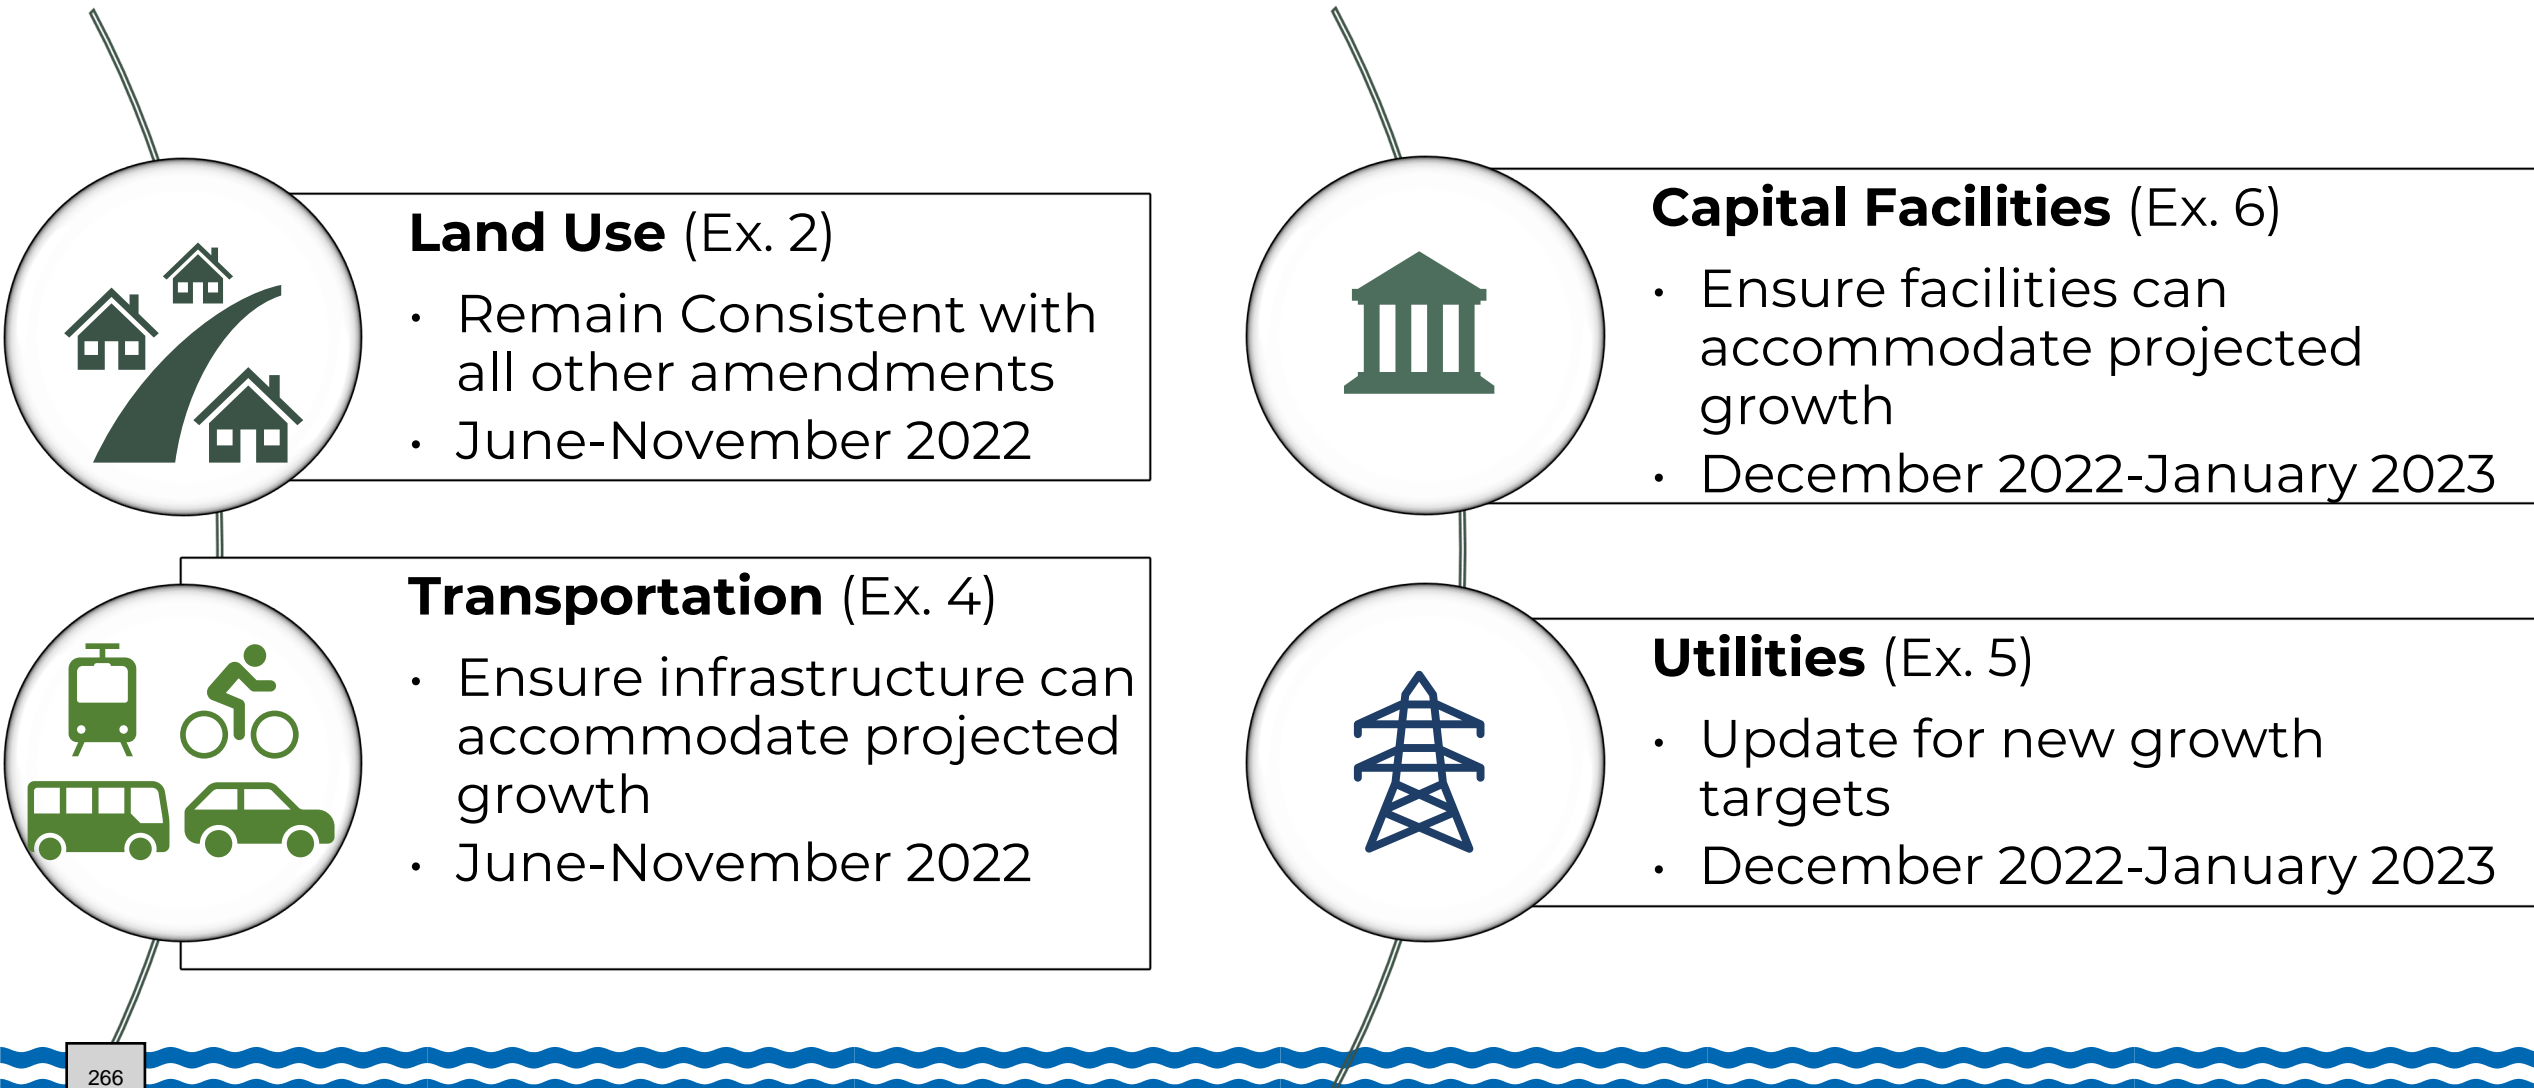 Land Use (Ex. 2)
• Remain Consistent with
all other amendments
• June-November 2022
Transportation (Ex. 4)
• Ensure infrastructure can
accommodate projected
growth
• June-November 2022
Capital Facilities (Ex. 6)
• Ensure facilities can
accommodate projected
growth
• December 2022-January 2023
Utilities (Ex. 5)
• Update for new growth
targets
• December 2022-January 2023
266